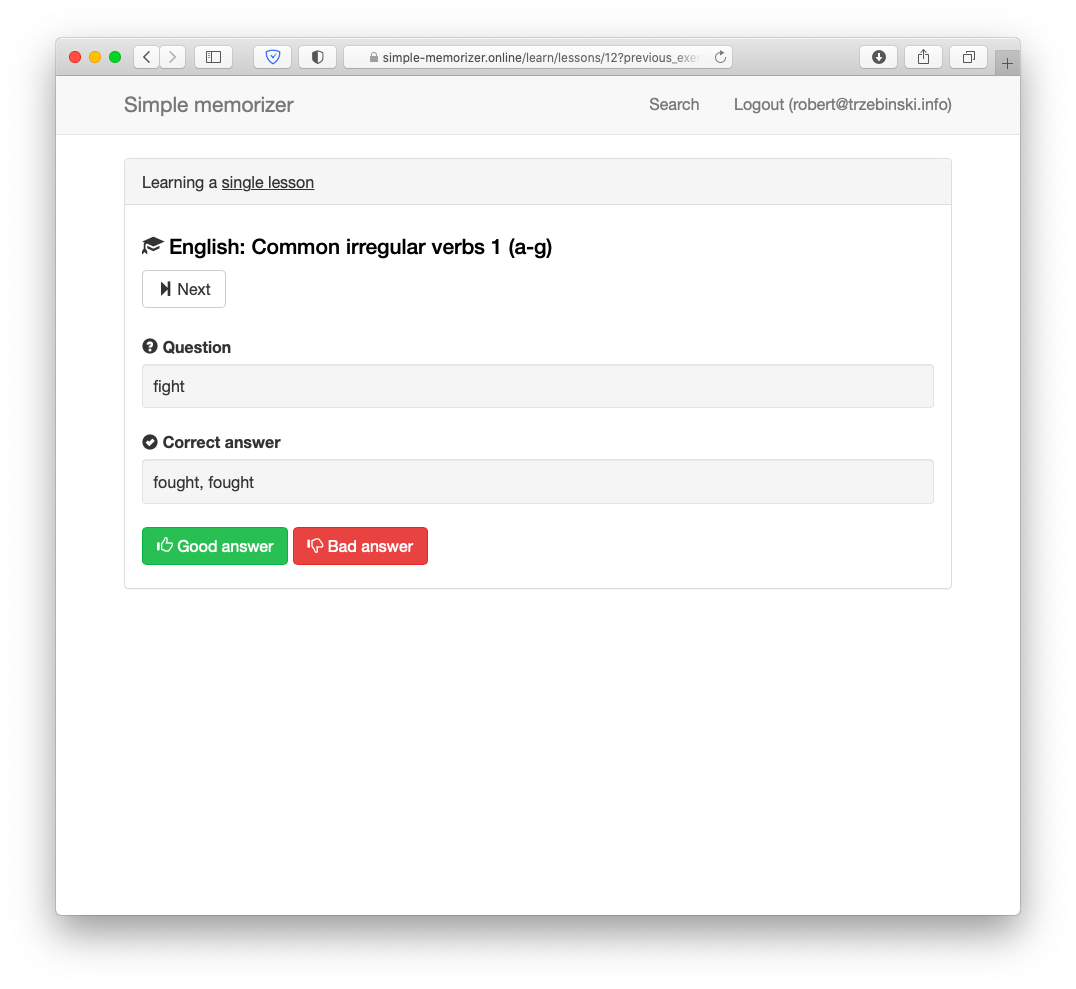 simple-memorizer.online/learn/lessons/12?previous_exer
Simple memorizer
Search
Logout (robert@trzebinski.info)
Learning a single lesson
English: Common irregular verbs 1 (a-g)
Next
Question
fight
Correct answer
fought, fought
Good answer
Bad answer